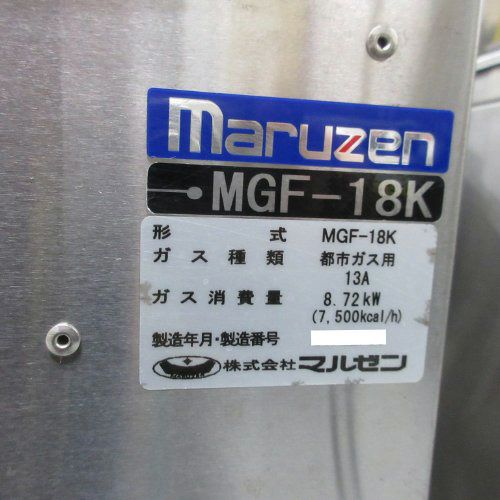 maruzen
MGF-18K
形式 MGF-18K
ガス種類 都市ガス用
13A
ガス消費量 8.72kW
(7,500kcal/h)
製造年月・製造番号
MARUZEN 株式会社マルゼン